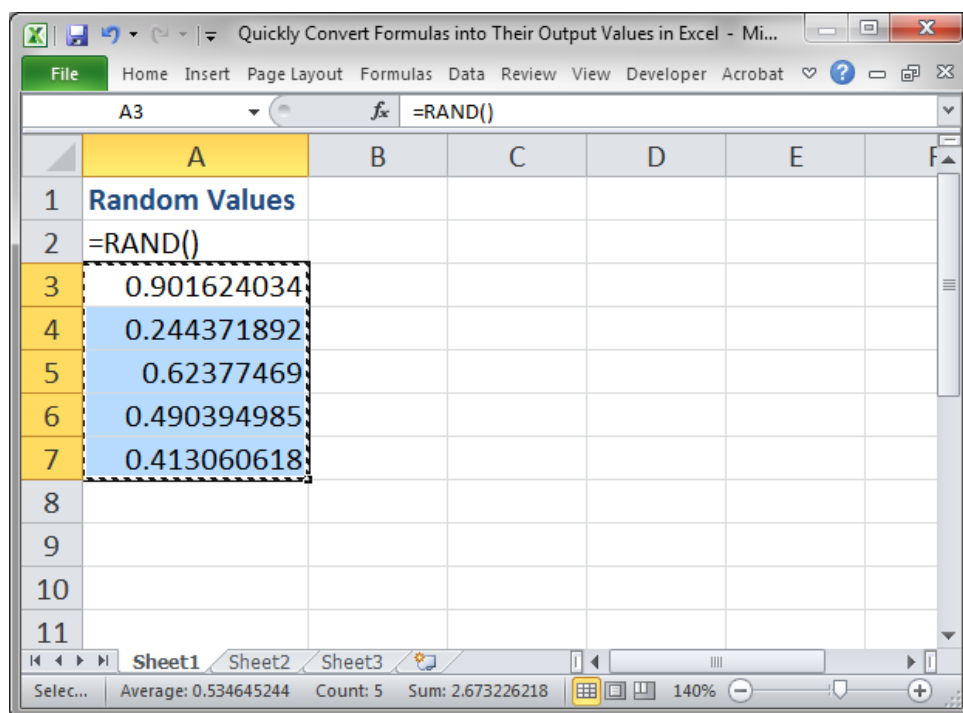 Quickly Convert Formulas into Their Output Values in Excel - Mi...
File Home Insert Page Layout Formulas Data Review View Developer Acrobat
A3 fx =RAND()
A B C D E F
1 Random Values
2 =RAND()
3 0.901624034
4 0.244371892
5 0.62377469
6 0.490394985
7 0.413060618
8
9
10
11
Sheet1 Sheet2 Sheet3
Selec... Average: 0.534645244 Count: 5 Sum: 2.673226218 140%